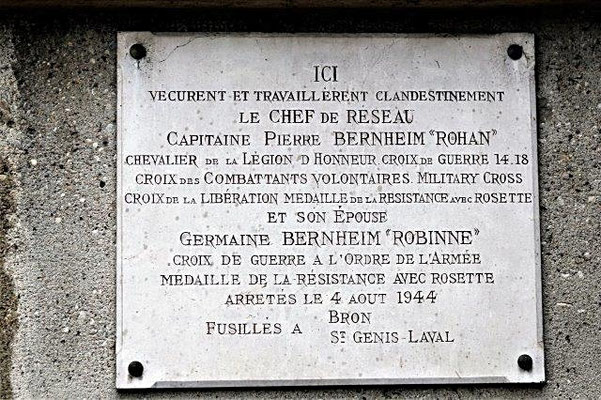 ICI
VECURENT ET TRAVAILLÈRENT CLANDESTINEMENT
LE CHEF DE RESEAU
CAPITAINE PIERRE BERNHEIM "ROHAN"
CHEVALIER DE LA LÉGION D HONNEUR CROIX DE GUERRE 14.18
CROIX DES COMBATTANTS VOLONTAIRES MILITARY CROSS
CROIX DE LA LIBÉRATION MEDAILLE DE LA RESISTANCE AVEC ROSETTE
ET SON ÉPOUSE
GERMAINE BERNHEIM "ROBINNE"
CROIX DE GUERRE A L'ORDRE DE L'ARMÉE
MEDAILLE DE LA RÉSISTANCE AVEC ROSETTE
ARRETÉS LE 4 AOUT 1944
FUSILLÉS A BRON
ST GENIS-LAVAL